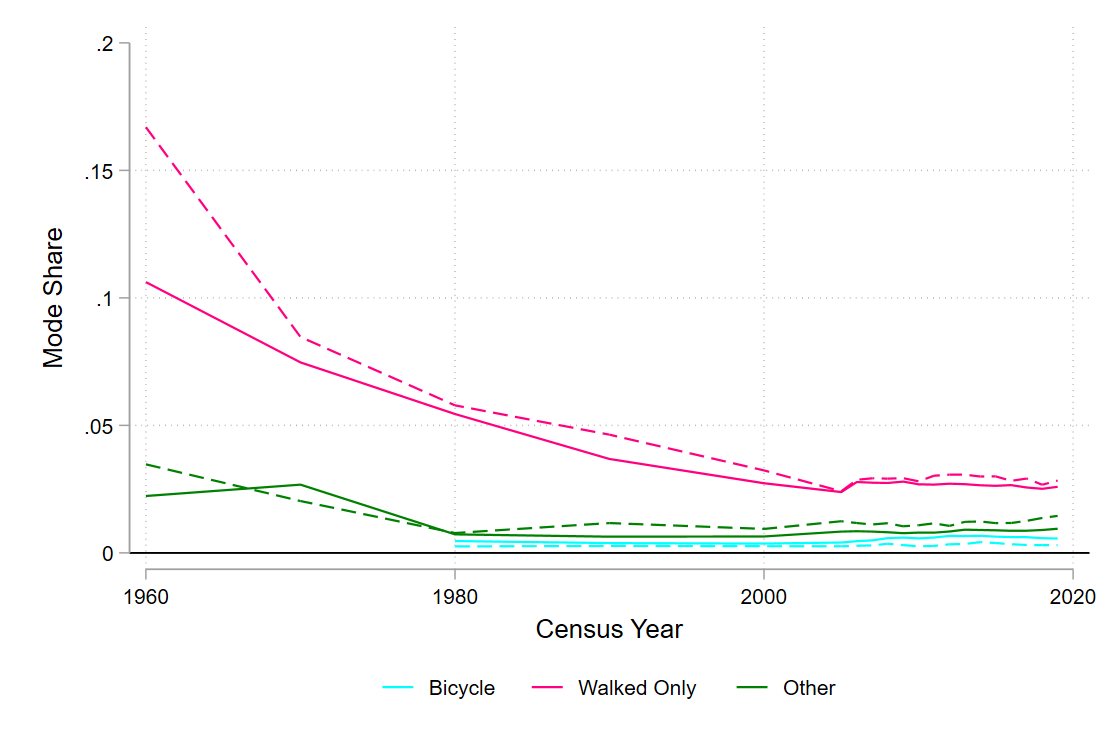 .2
.15
.1
.05
0
Mode Share
1960 1980 2000 2020
Census Year
Bicycle Walked Only Other